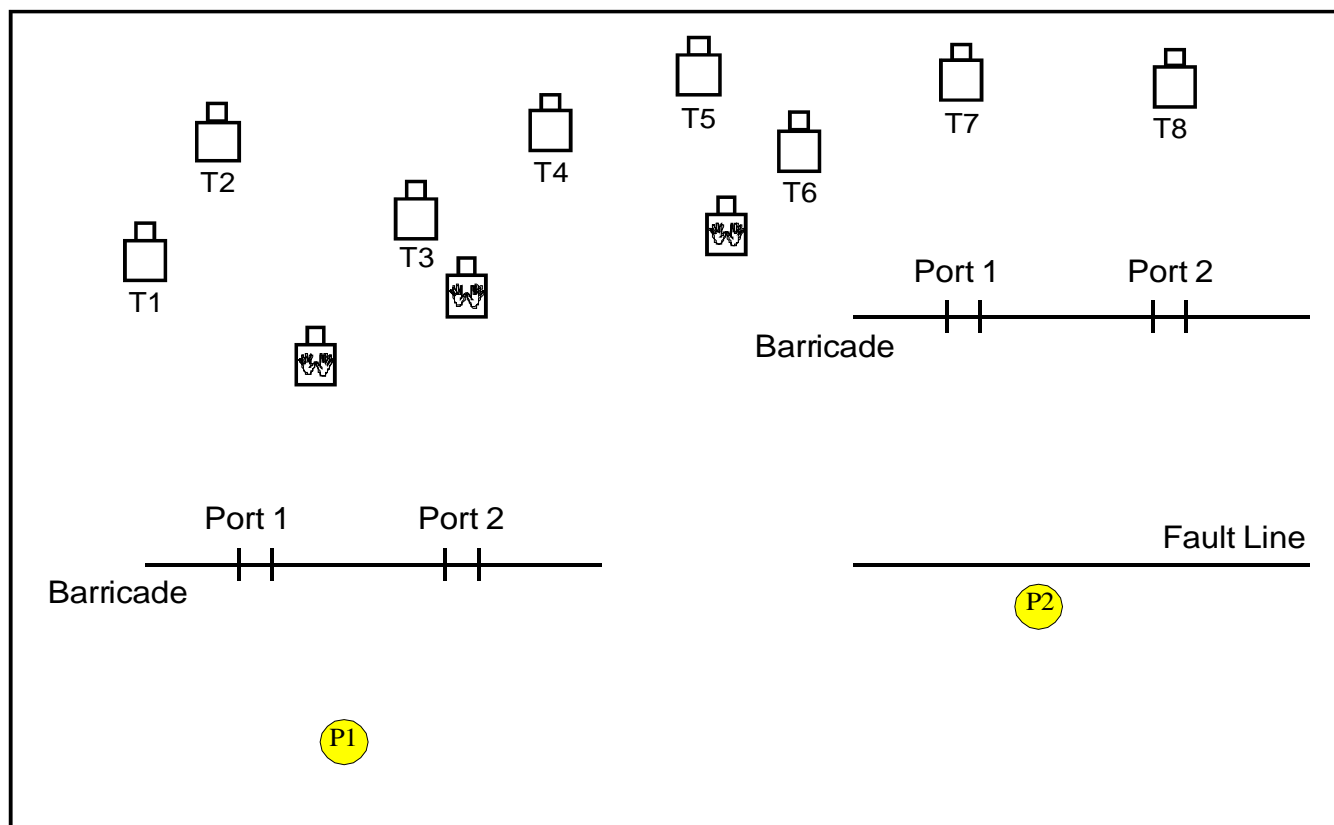 T5
T7
T8
T4
T2
T6
T3
T1
Port 1
Port 2
Barricade
Port 1
Port 2
Fault Line
Barricade
P2
P1